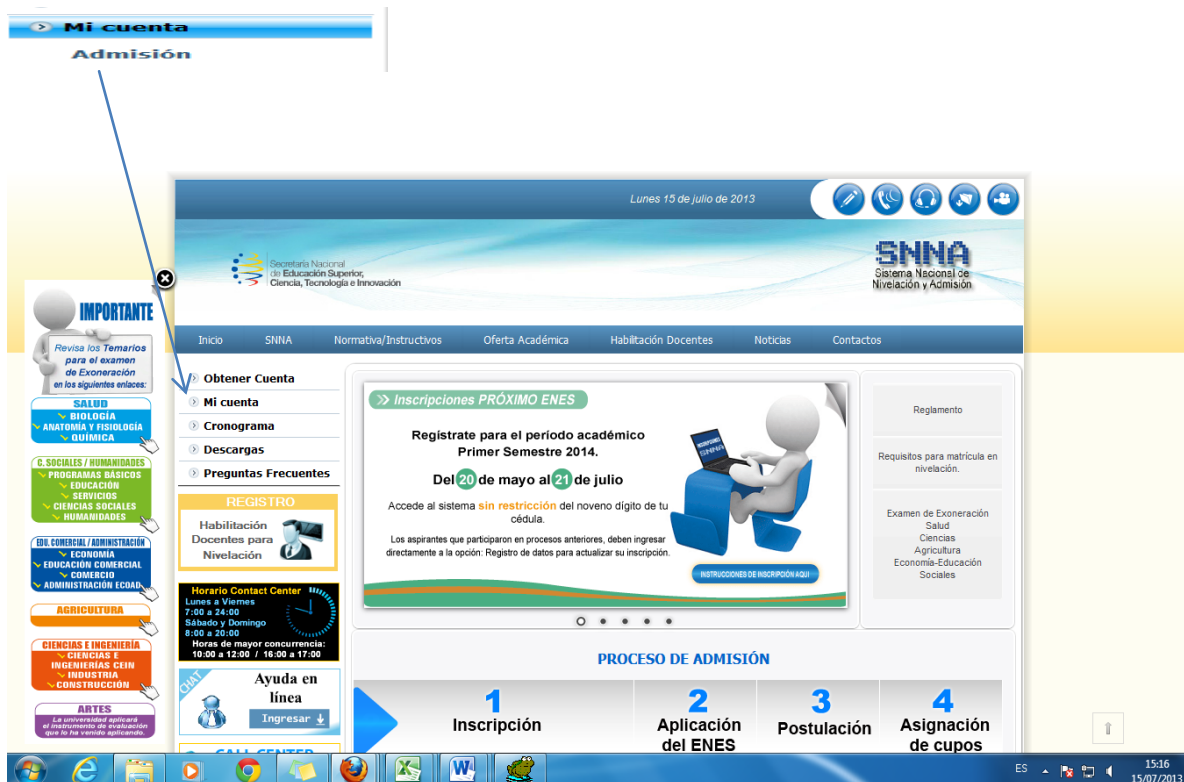 Mi cuenta
Admisión
Lunes 15 de julio de 2013
Secretaría Nacional
de Educación Superior,
Ciencia, Tecnología e Innovación
SNNA
Sistema Nacional de
Nivelación y Admisión
Inicio SNNA Normativa/Instructivos Oferta Académica Habilitación Docentes Noticias Contactos
IMPORTANTE
Revisa los Temarios
para el examen
de Exoneración
en los siguientes enlaces:
SALUD
BIOLOGÍA
ANATOMÍA Y FISIOLOGÍA
QUÍMICA
C. SOCIALES / HUMANIDADES
PROGRAMAS BÁSICOS
EDUCACIÓN
SERVICIOS
CIENCIAS SOCIALES
HUMANIDADES
EDU. COMERCIAL / ADMINISTRACIÓN
ECONOMÍA
EDUCACIÓN COMERCIAL
COMERCIO
ADMINISTRACIÓN ECOAD
AGRICULTURA
CIENCIAS E INGENIERÍA
CIENCIAS E
INGENIERÍAS CEIN
INDUSTRIA
CONSTRUCCIÓN
ARTES
La universidad aplicará
el instrumento de evaluación
que lo ha venido aplicando.
Obtener Cuenta
Mi cuenta
Cronograma
Descargas
Preguntas Frecuentes
REGISTRO
Habilitación
Docentes para
Nivelación
Horario Contact Center
Lunes a Viernes
7:00 a 24:00
Sábado y Domingo
8:00 a 20:00
Horas de mayor concurrencia:
10:00 a 12:00 / 16:00 a 17:00
CHAT
Ayuda en
línea
Ingresar
CALL CENTER
>> Inscripciones PRÓXIMO ENES
Regístrate para el período académico
Primer Semestre 2014.
Del 20 de mayo al 21 de julio
Accede al sistema sin restricción del noveno dígito de tu
cédula.
Los aspirantes que participaron en procesos anteriores, deben ingresar
directamente a la opción: Registro de datos para actualizar su inscripción.
INSCRIPCIONES
SNNA
INSTRUCCIONES DE INSCRIPCIÓN AQUI
Reglamento
Requisitos para matrícula en
nivelación.
Examen de Exoneración
Salud
Ciencias
Agricultura
Economía-Educación
Sociales
PROCESO DE ADMISIÓN
1
Inscripción
2
Aplicación
del ENES
3
Postulación
4
Asignación
de cupos
ES
15:16
15/07/2013